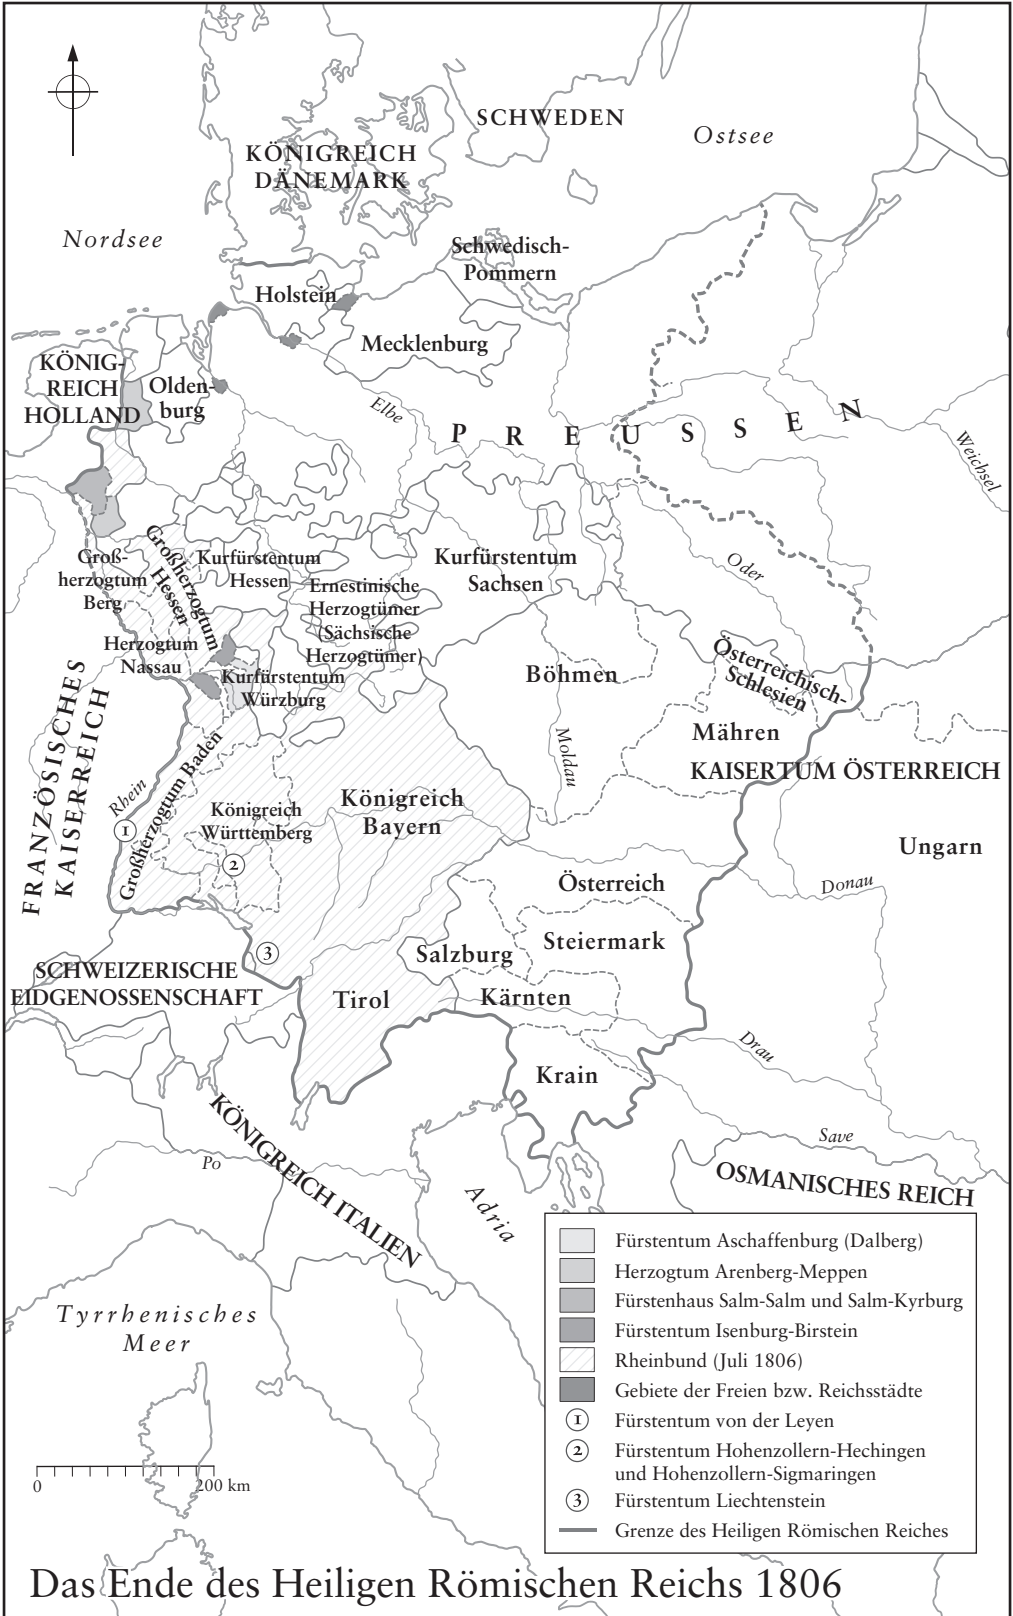 SCHWEDEN
Ostsee
KÖNIGREICH
DÄNEMARK
Nordsee
Schwedisch-
Pommern
Holstein
Mecklenburg
KÖNIG-
REICH
HOLLAND
Olden-
burg
Elbe
PREUSSEN
Weichsel
Groß-
herzogtum
Berg
Großherzogtum
Hessen
Kurfürstentum
Hessen
Ernestinische
Herzogtümer
(Sächsische
Herzogtümer)
Kurfürstentum
Sachsen
Oder
Herzogtum
Nassau
Kurfürstentum
Würzburg
Böhmen
Österreichisch-
Schlesien
Mähren
Moldau
KAISERTUM ÖSTERREICH
FRANZÖSISCHES
KAISERREICH
Rhein
Großherzogtum Baden
Königreich
Württemberg
Königreich
Bayern
1
2
Ungarn
Österreich
Donau
Steiermark
Salzburg
3
SCHWEIZERISCHE
EIDGENOSSENSCHAFT
Tirol
Kärnten
Krain
Drau
Save
KÖNIGREICH ITALIEN
Po
Adria
OSMANISCHES REICH
Tyrrhenisches
Meer
Fürstentum Aschaffenburg (Dalberg)
Herzogtum Arenberg-Meppen
Fürstenhaus Salm-Salm und Salm-Kyrburg
Fürstentum Isenburg-Birstein
Rheinbund (Juli 1806)
Gebiete der Freien bzw. Reichsstädte
1 Fürstentum von der Leyen
2 Fürstentum Hohenzollern-Hechingen
und Hohenzollern-Sigmaringen
3 Fürstentum Liechtenstein
Grenze des Heiligen Römischen Reiches
0 200 km
Das Ende des Heiligen Römischen Reichs 1806